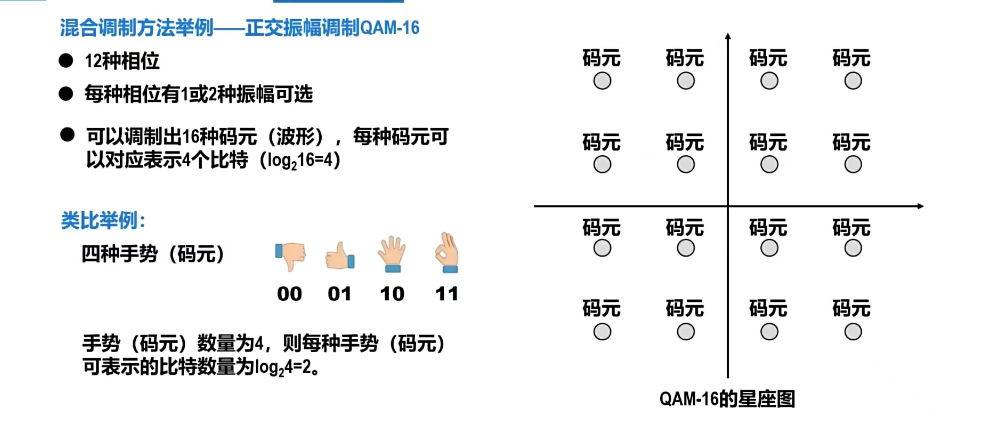 混合调制方法举例——正交振幅调制QAM-16
● 12种相位
● 每种相位有1或2种振幅可选
● 可以调制出16种码元（波形），每种码元可
以对应表示4个比特（log₂16=4）
类比举例：
四种手势（码元）
00 01 10 11
手势（码元）数量为4，则每种手势（码元）
可表示的比特数量为log₂4=2。
码元 码元 码元 码元
码元 码元 码元 码元
码元 码元 码元 码元
码元 码元 码元 码元
QAM-16的星座图